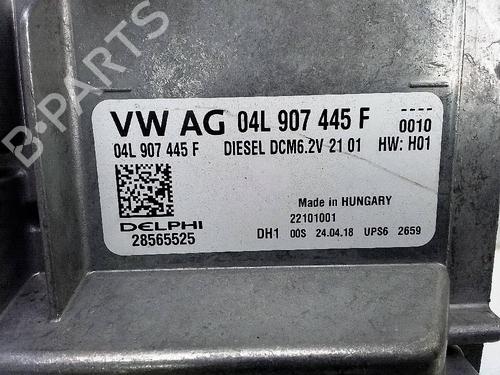 B-PARTS
VW AG 04L 907 445 F
----
0010
04L 907 445 F DIESEL DCM6.2V 21 01 HW: H01
Made in HUNGARY
22101001
DELPHI
28565525
DH1 00S 24.04.18 UPS6 2659